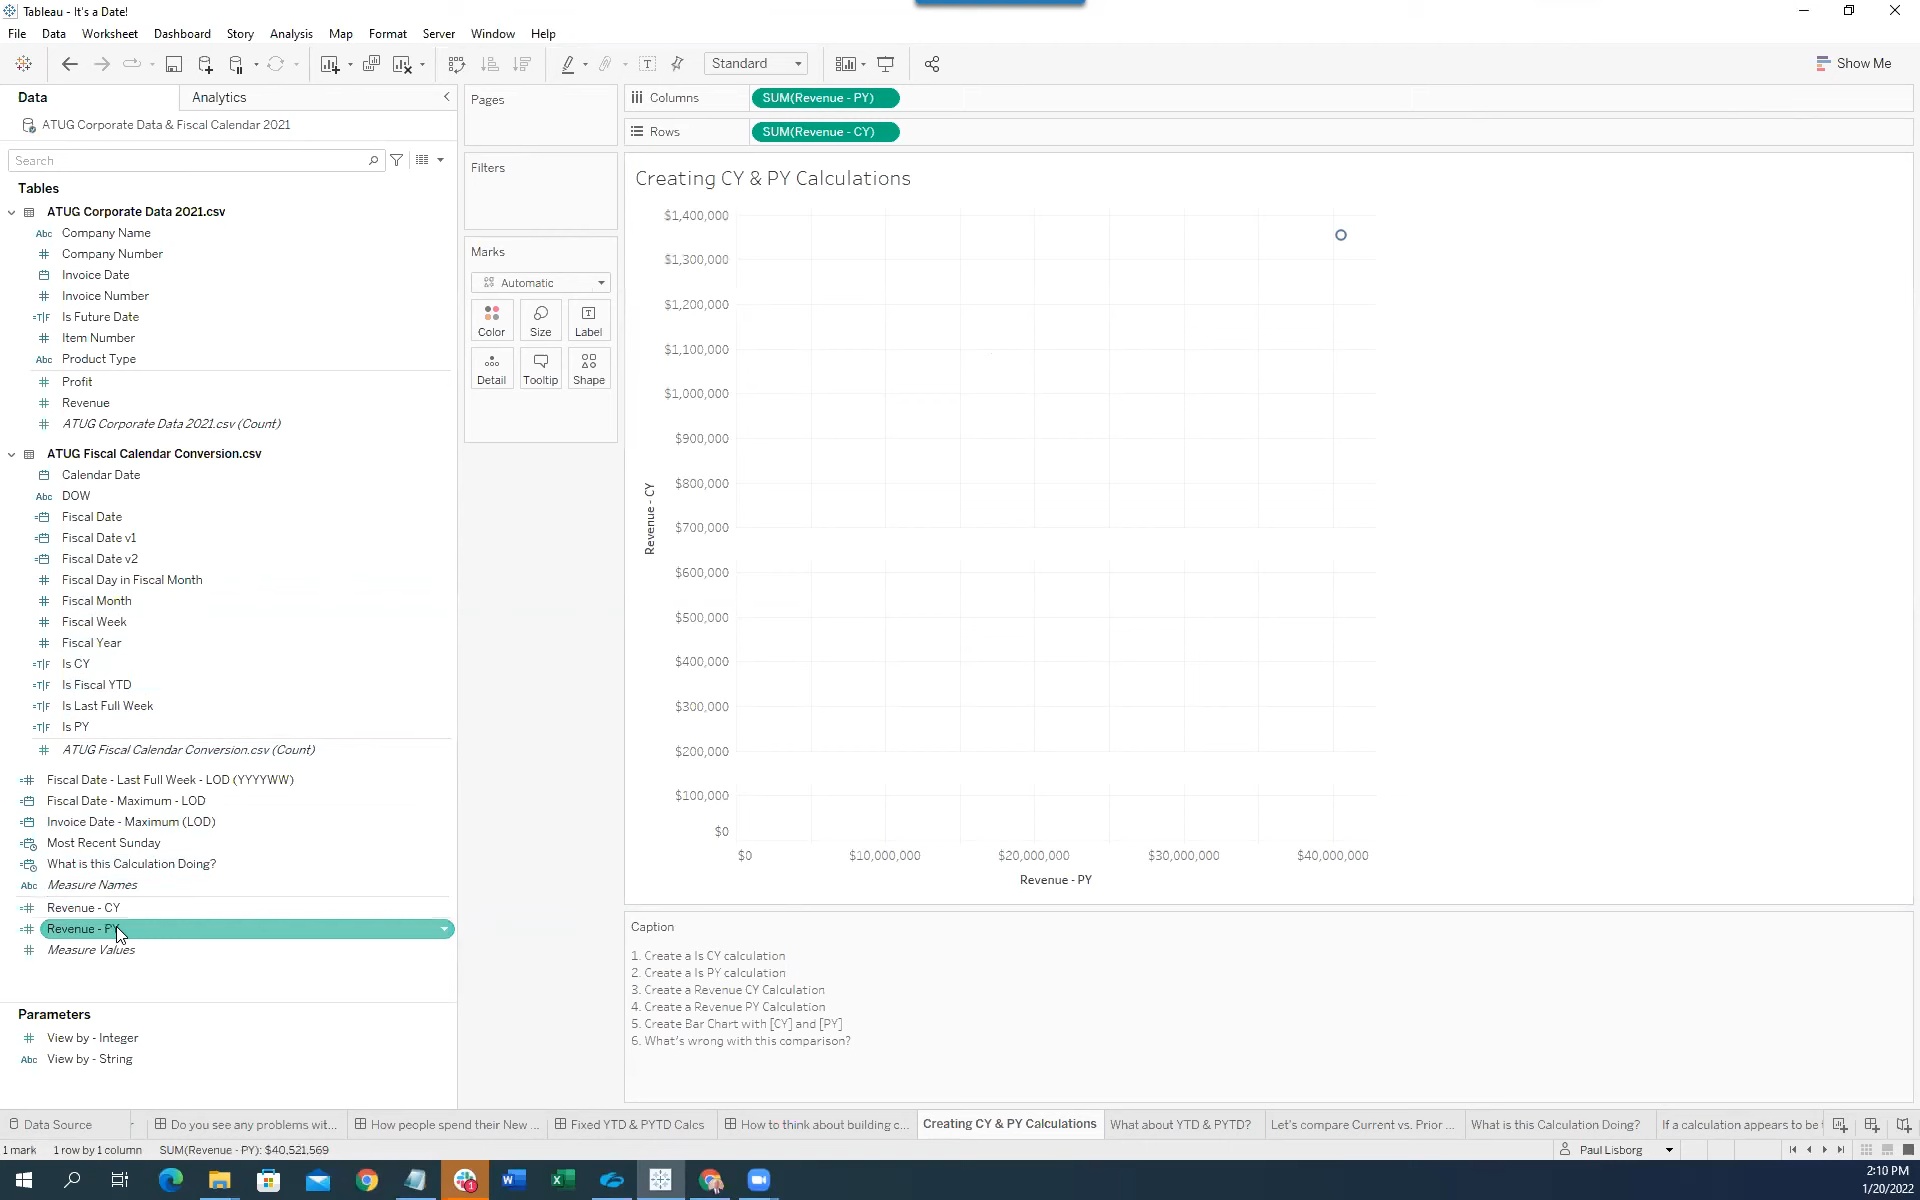 Tableau - It's a Date!
File Data Worksheet Dashboard Story Analysis Map Format Server Window Help
Standard
Show Me
Data
Analytics
ATUG Corporate Data & Fiscal Calendar 2021
Search
Tables
ATUG Corporate Data 2021.csv
Abc Company Name
# Company Number
Invoice Date
# Invoice Number
=T|F Is Future Date
# Item Number
Abc Product Type
# Profit
# Revenue
# ATUG Corporate Data 2021.csv (Count)
ATUG Fiscal Calendar Conversion.csv
Calendar Date
Abc DOW
Fiscal Date
Fiscal Date v1
Fiscal Date v2
# Fiscal Day in Fiscal Month
# Fiscal Month
# Fiscal Week
# Fiscal Year
=T|F Is CY
=T|F Is Fiscal YTD
=T|F Is Last Full Week
=T|F Is PY
# ATUG Fiscal Calendar Conversion.csv (Count)
=# Fiscal Date - Last Full Week - LOD (YYYYWW)
Fiscal Date - Maximum - LOD
Invoice Date - Maximum (LOD)
Most Recent Sunday
What is this Calculation Doing?
Abc Measure Names
=# Revenue - CY
=# Revenue - PY
# Measure Values
Parameters
# View by - Integer
Abc View by - String
Pages
Filters
Marks
Automatic
Color Size Label
Detail Tooltip Shape
Columns SUM(Revenue - PY)
Rows SUM(Revenue - CY)
Creating CY & PY Calculations
$1,400,000
$1,300,000
$1,200,000
$1,100,000
$1,000,000
$900,000
$800,000
$700,000
$600,000
$500,000
$400,000
$300,000
$200,000
$100,000
$0
Revenue - CY
$0 $10,000,000 $20,000,000 $30,000,000 $40,000,000
Revenue - PY
Caption
1. Create a Is CY calculation
2. Create a Is PY calculation
3. Create a Revenue CY Calculation
4. Create a Revenue PY Calculation
5. Create Bar Chart with [CY] and [PY]
6. What's wrong with this comparison?
Data Source Do you see any problems wit... How people spend their New ... Fixed YTD & PYTD Calcs How to think about building c... Creating CY & PY Calculations What about YTD & PYTD? Let's compare Current vs. Prior ... What is this Calculation Doing? If a calculation appears to be
1 mark 1 row by 1 column SUM(Revenue - PY): $40,521,569
Paul Lisborg
2:10 PM
1/20/2022